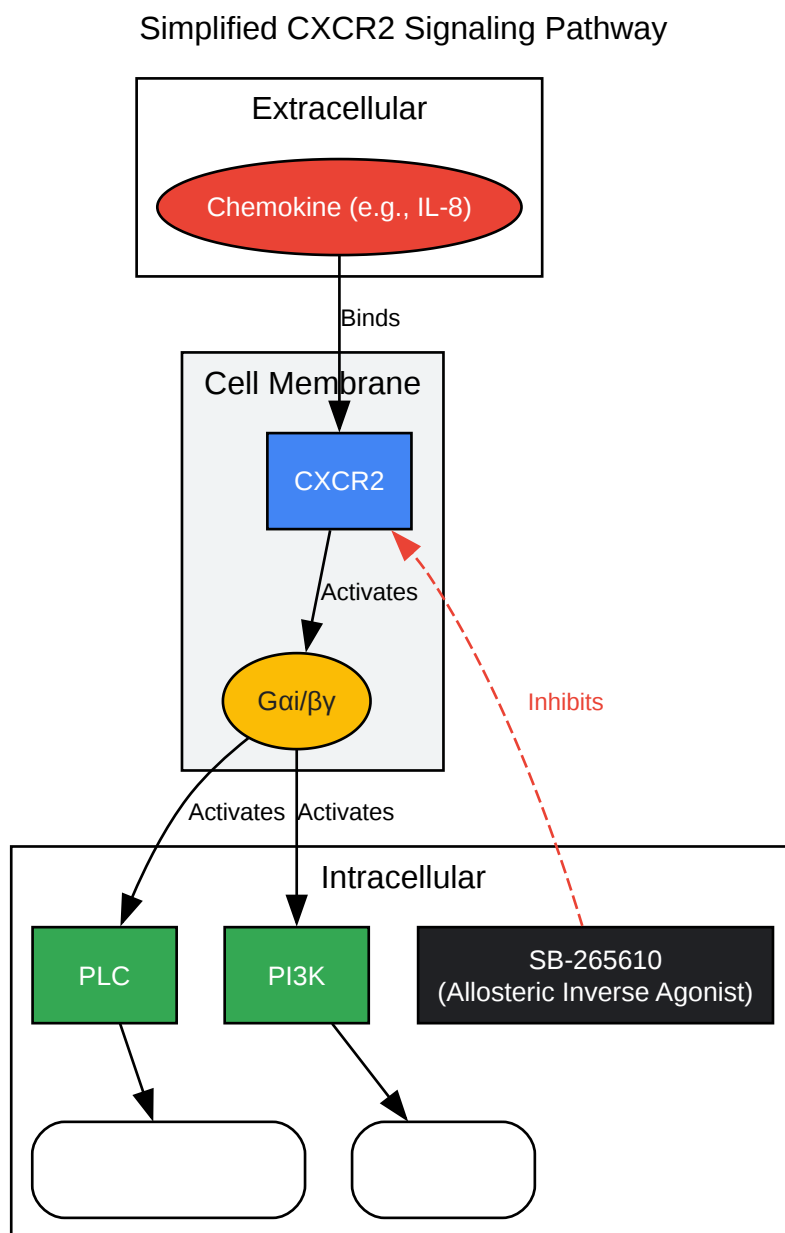 Simplified CXCR2 Signaling Pathway
Extracellular
Chemokine (e.g., IL-8)
Binds
Cell Membrane
CXCR2
Activates
Gαi/βγ
Inhibits
Activates
Activates
Intracellular
PLC
PI3K
SB-265610
(Allosteric Inverse Agonist)